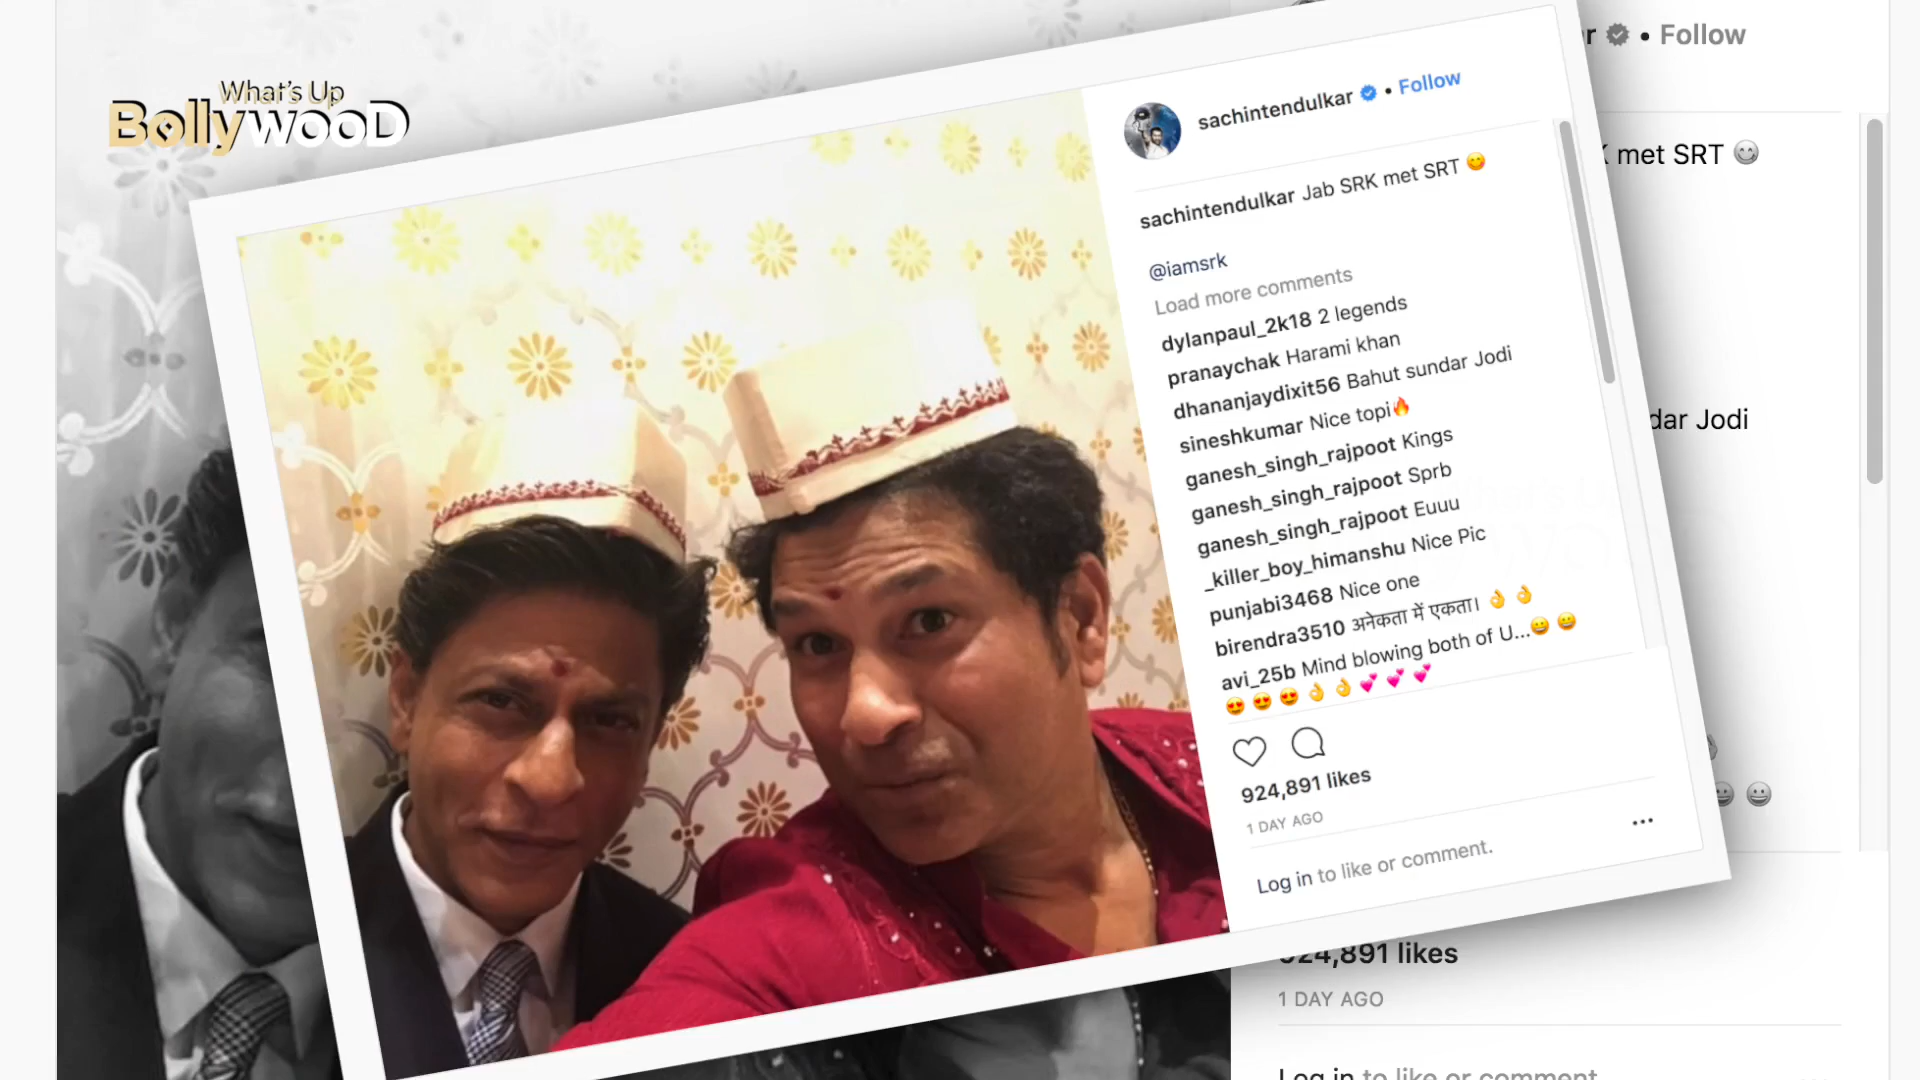 What's Up
BollywooD
sachintendulkar • Follow
sachintendulkar Jab SRK met SRT 😋
@iamsrk
Load more comments
dylanpaul_2k18 2 legends
pranaychak Harami khan
dhananjaydixit56 Bahut sundar Jodi
sineshkumar Nice topi🔥
ganesh_singh_rajpoot Kings
ganesh_singh_rajpoot Sprb
ganesh_singh_rajpoot Euuu
_killer_boy_himanshu Nice Pic
punjabi3468 Nice one
birendra3510 अनेकता में एकता। 👌 👌
avi_25b Mind blowing both of U...😀 😀
😍 😍 😍 👌 👌 💕 💕 💕
924,891 likes
1 DAY AGO
Log in to like or comment.
r • Follow
met SRT 😋
dar Jodi
924,891 likes
1 DAY AGO
Log in to like or comment.